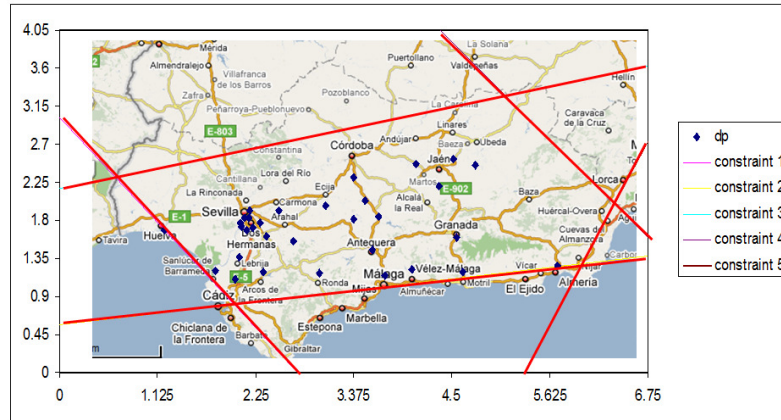 4.05
3.6
3.15
2.7
2.25
1.8
1.35
0.9
0.45
0
0
1.125
2.25
3.375
4.5
5.625
6.75
dp
constraint 1
constraint 2
constraint 3
constraint 4
constraint 5
Mérida
Almendralejo
Villafranca
de los Barros
Zafra
Peñarroya-Pueblonuevo
Pozoblanco
Puertollano
La Solana
Valdepeñas
Hellín
E-803
Constantina
Córdoba
Andújar
La Carolina
Linares
Baeza
Ubeda
Caravaca
de la Cruz
Lora del Río
La Rinconada
Carmona
Ecija
Jaén
Martos
E-902
Alcalá
la Real
Baza
Lorca
E-1
Sevilla
Arahal
Dos
Hermanas
Granada
Huércal-Overa
Cuevas del
Almanzora
Tavira
Huelva
Antequera
Lebrija
Sanlúcar de
Barrameda
E-5
Arcos de
la Frontera
Ronda
Málaga
Vélez-Málaga
Mijas
Almuñécar
Motril
Vícar
El Ejido
Níjar
Almería
Cádiz
Chiclana de
la Frontera
Estepona
Marbella
Barbate
Gibraltar